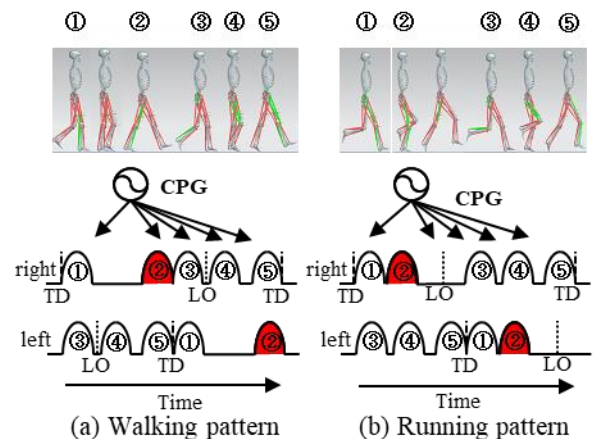 ① ② ③ ④ ⑤
① ② ③ ④ ⑤
CPG
CPG
right ① ② ③ ④ ⑤
TD LO TD
left ③ ④ ⑤ ① ②
LO TD
Time
(a) Walking pattern
right ① ② ③ ④ ⑤
TD LO TD
left ③ ④ ⑤ ① ②
TD LO
Time
(b) Running pattern